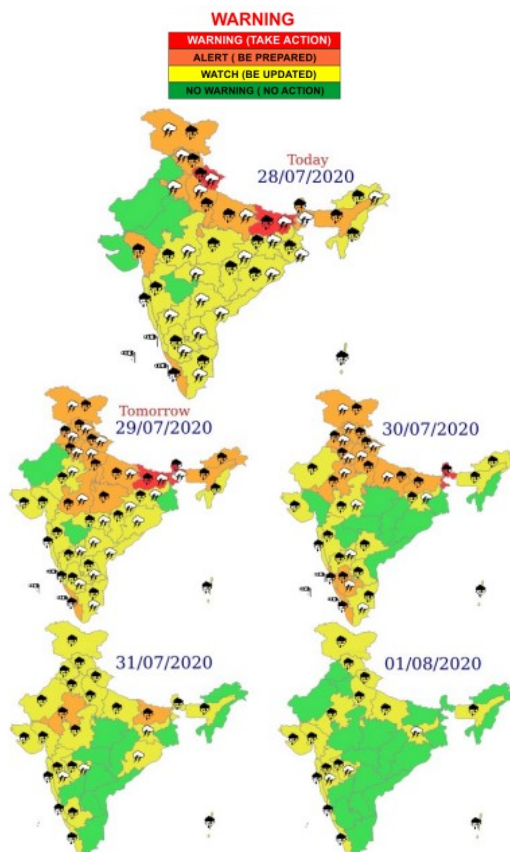 WARNING
WARNING (TAKE ACTION)
ALERT ( BE PREPARED)
WATCH (BE UPDATED)
NO WARNING ( NO ACTION)
Today
28/07/2020
Tomorrow
29/07/2020
30/07/2020
31/07/2020
01/08/2020